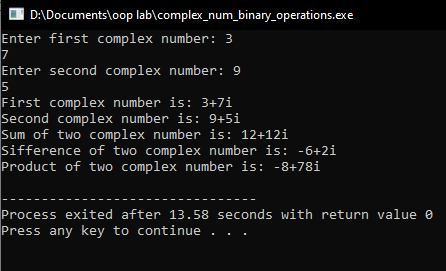 D:\Documents\oop lab\complex_num_binary_operations.exe
Enter first complex number: 3
7
Enter second complex number: 9
5
First complex number is: 3+7i
Second complex number is: 9+5i
Sum of two complex number is: 12+12i
Sifference of two complex number is: -6+2i
Product of two complex number is: -8+78i
--------------------------------
Process exited after 13.58 seconds with return value 0
Press any key to continue . . .